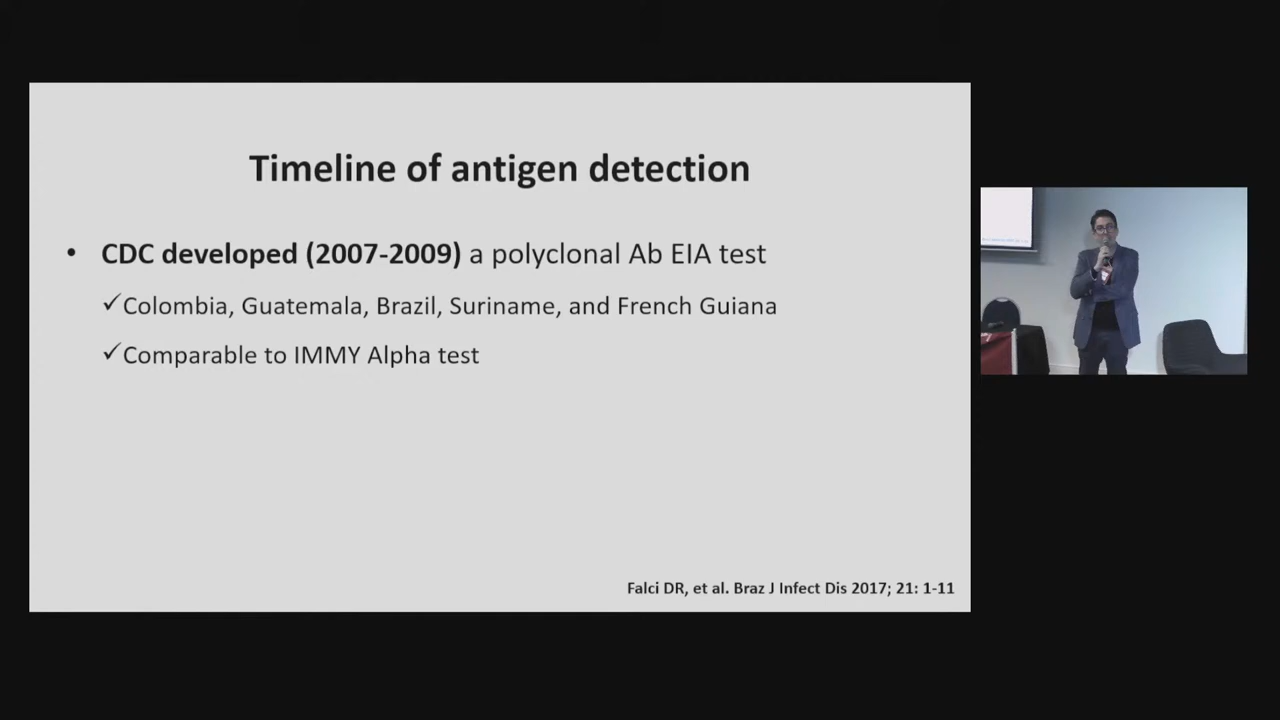 Timeline of antigen detection
• CDC developed (2007-2009) a polyclonal Ab EIA test
✓Colombia, Guatemala, Brazil, Suriname, and French Guiana
✓Comparable to IMMY Alpha test
Falci DR, et al. Braz J Infect Dis 2017; 21: 1-11